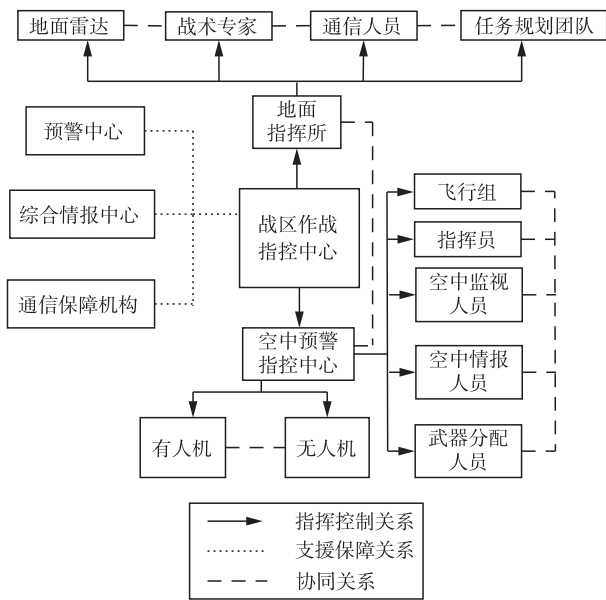 地面雷达
战术专家
通信人员
任务规划团队
地面
指挥所
预警中心
综合情报中心
通信保障机构
战区作战
指控中心
空中预警
指控中心
飞行组
指挥员
空中监视
人员
空中情报
人员
武器分配
人员
有人机
无人机
指挥控制关系
支援保障关系
协同关系